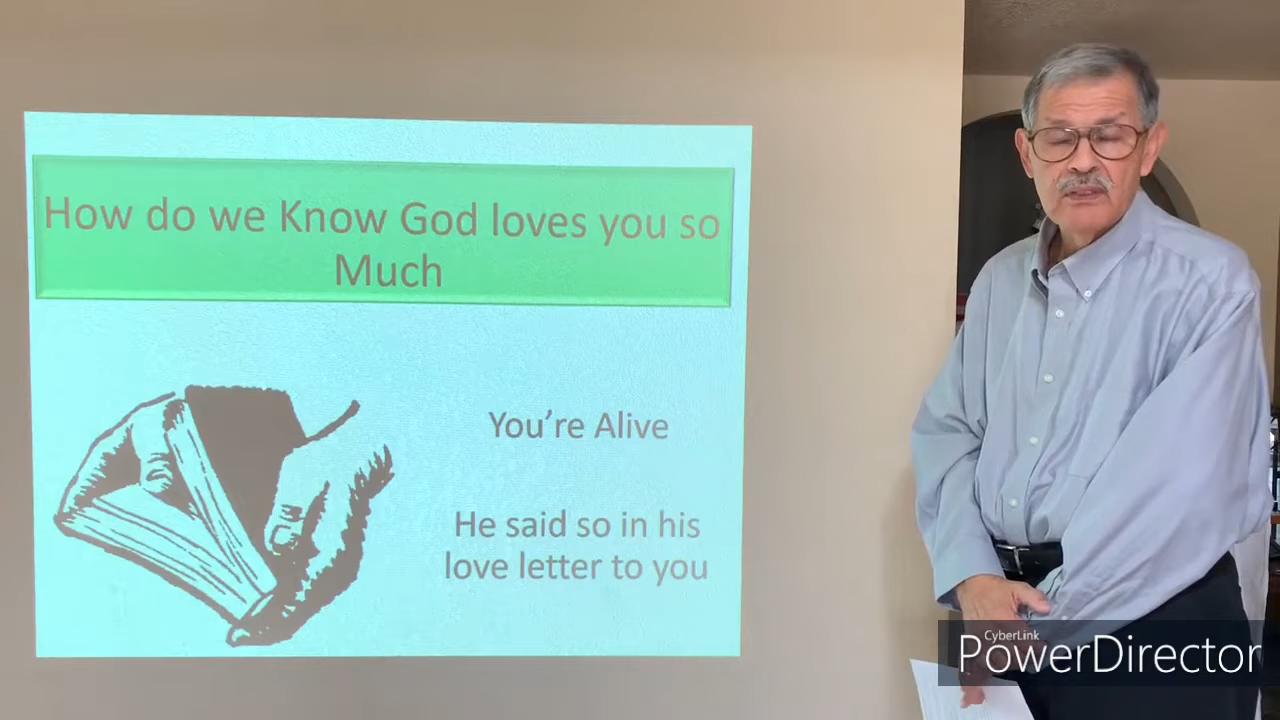 How do we Know God loves you so
Much
You're Alive
He said so in his
love letter to you
CyberLink
PowerDirector